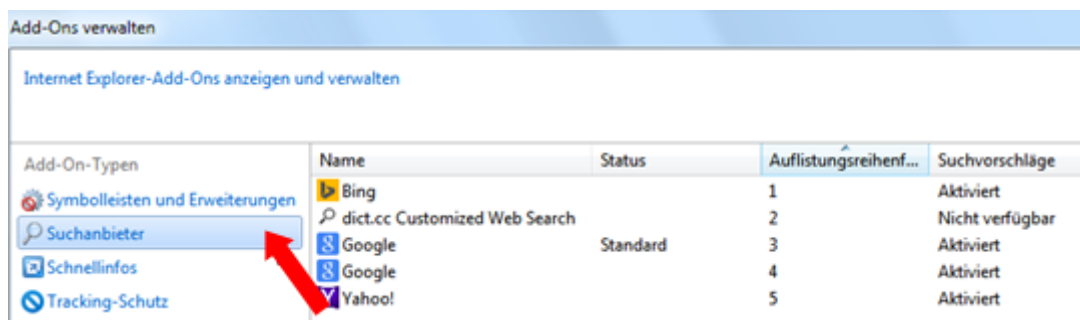 Add-Ons verwalten
Internet Explorer-Add-Ons anzeigen und verwalten
Add-On-Typen
Symbolleisten und Erweiterungen
Suchanbieter
Schnellinfos
Tracking-Schutz
Name Status Auflistungsreihenf... Suchvorschläge
Bing 1 Aktiviert
dict.cc Customized Web Search 2 Nicht verfügbar
Google Standard 3 Aktiviert
Google 4 Aktiviert
Yahoo! 5 Aktiviert